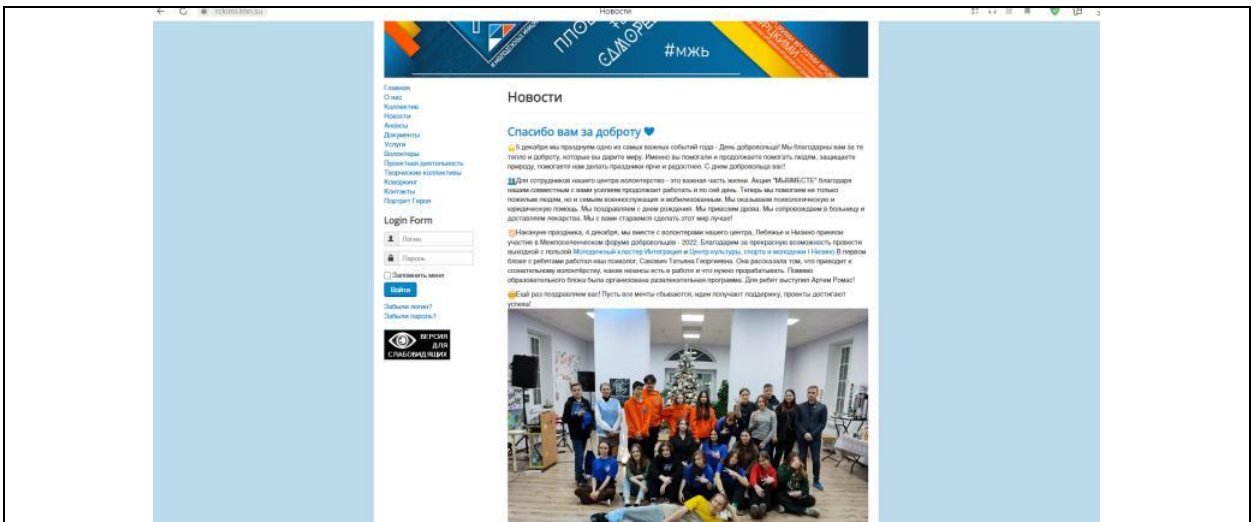 rckimi.lmn.su
Новости
САМОРЕ
#мжь
Главная
О нас
Коллектив
Новости
Анонсы
Документы
Услуги
Волонтеры
Проектная деятельность
Творческие коллективы
Коворкинг
Контакты
Портрет Героя
Login Form
Логин
Пароль
Запомнить меня
Войти
Забыли логин?
Забыли пароль?
ВЕРСИЯ
ДЛЯ
СЛАБОВИДЯЩИХ
Новости
Спасибо вам за доброту 💙
⭐5 декабря мы празднуем одно из самых важных событий года - День добровольца! Мы благодарны вам за те
тепло и доброту, которые вы дарите миру. Именно вы помогали и продолжаете помогать людям, защищаете
природу, помогаете нам делать праздники ярче и радостнее. С днем добровольца вас!
👥Для сотрудников нашего центра волонтерство - это важная часть жизни. Акция "МЫВМЕСТЕ" благодаря
нашим совместным с вами усилиям продолжает работать и по сей день. Теперь мы помогаем не только
пожилым людям, но и семьям военнослужащих и мобилизованным. Мы оказываем психологическую и
юридическую помощь. Мы поздравляем с днем рождения. Мы привозим дрова. Мы сопровождаем в больницу и
доставляем лекарства. Мы с вами стараемся сделать этот мир лучше!
Накануне праздника, 4 декабря, мы вместе с волонтерами нашего центра, Лебяжье и Низино приняли
участие в Межпоселенческом форуме добровольцев - 2022. Благодарим за прекрасную возможность провести
выходной с пользой Молодежный кластер Интеграция и Центр культуры, спорта и молодежи I Низино В первом
блоке с ребятами работал наш психолог, Сакович Татьяна Георгиевна. Она рассказала том, что приводит к
сознательному волонтёрству, какие нюансы есть в работе и что нужно прорабатывать. Помимо
образовательного блока была организована развлекательная программа. Для ребят выступил Артем Ромас!
Ещё раз поздравляем вас! Пусть все мечты сбываются, идеи получают поддержку, проекты достигают
успеха!